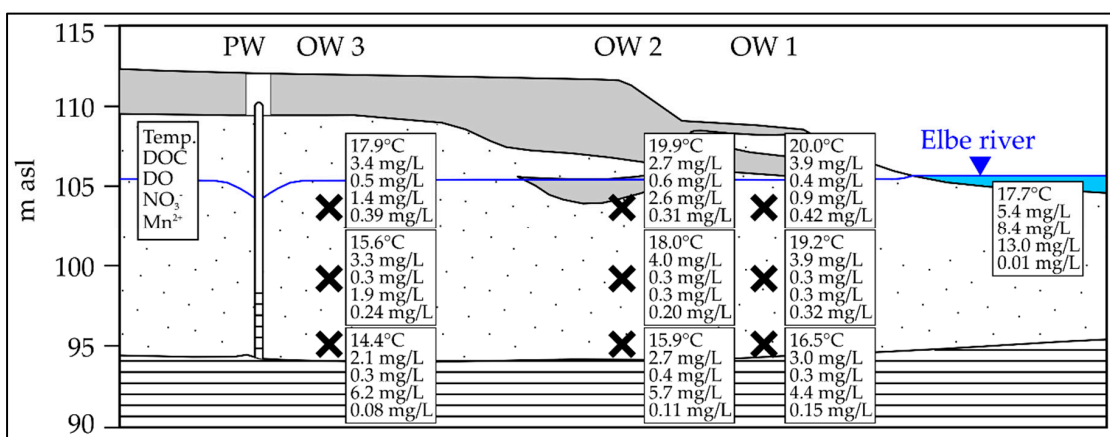 115
PW OW 3 OW 2 OW 1
110
Temp.
DOC
DO
NO₃⁻
Mn²⁺
17.9°C
3.4 mg/L
0.5 mg/L
1.4 mg/L
0.39 mg/L
19.9°C
2.7 mg/L
0.6 mg/L
2.6 mg/L
0.31 mg/L
20.0°C
3.9 mg/L
0.4 mg/L
0.9 mg/L
0.42 mg/L
Elbe river
105
m asl
17.7°C
5.4 mg/L
8.4 mg/L
13.0 mg/L
0.01 mg/L
15.6°C
3.3 mg/L
0.3 mg/L
1.9 mg/L
0.24 mg/L
18.0°C
4.0 mg/L
0.3 mg/L
0.3 mg/L
0.20 mg/L
19.2°C
3.9 mg/L
0.3 mg/L
0.3 mg/L
0.32 mg/L
100
14.4°C
2.1 mg/L
0.3 mg/L
6.2 mg/L
0.08 mg/L
15.9°C
2.7 mg/L
0.4 mg/L
5.7 mg/L
0.11 mg/L
16.5°C
3.0 mg/L
0.3 mg/L
4.4 mg/L
0.15 mg/L
95
90